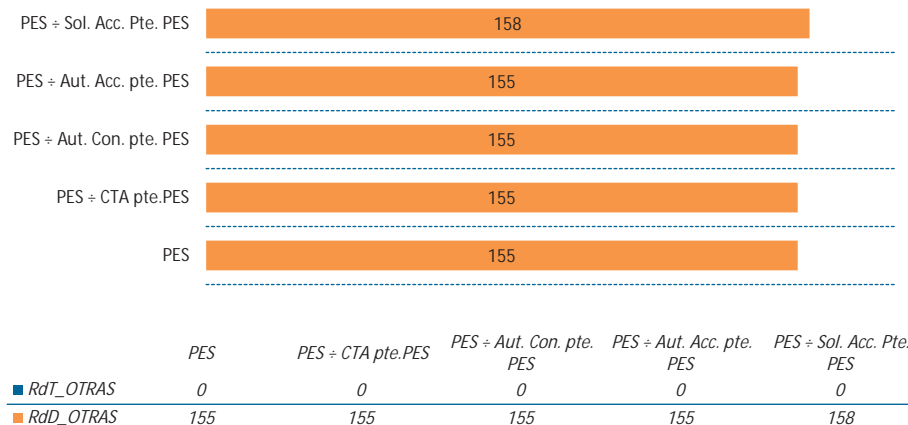 PES ÷ Sol. Acc. Pte. PES 158
PES ÷ Aut. Acc. pte. PES 155
PES ÷ Aut. Con. pte. PES 155
PES ÷ CTA pte.PES 155
PES 155
PES PES ÷ CTA pte.PES PES ÷ Aut. Con. pte. PES ÷ Aut. Acc. pte. PES ÷ Sol. Acc. Pte.
PES PES PES
RdT_OTRAS 0 0 0 0 0
RdD_OTRAS 155 155 155 155 158